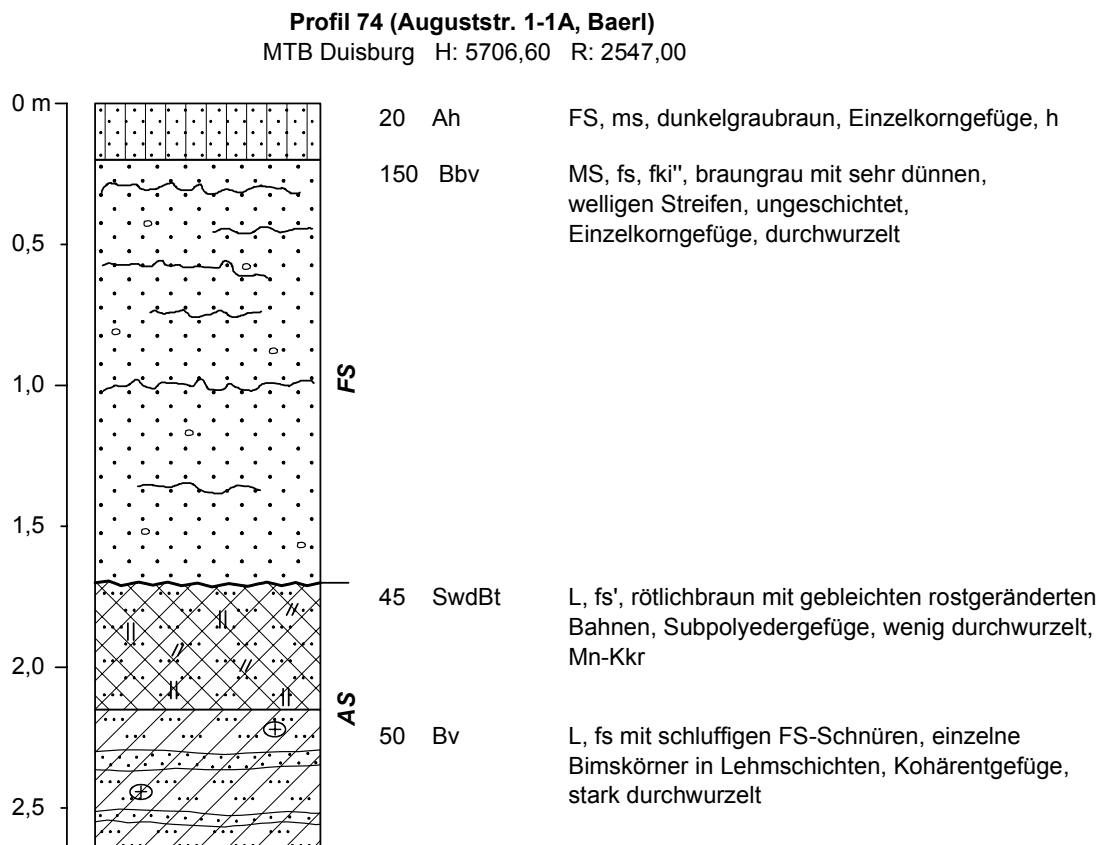 Profil 74 (Auguststr. 1-1A, Baerl)
MTB Duisburg H: 5706,60 R: 2547,00
0 m
20 Ah FS, ms, dunkelgraubraun, Einzelkorngefüge, h
150 Bbv MS, fs, fki'', braungrau mit sehr dünnen,
welligen Streifen, ungeschichtet,
Einzelkorngefüge, durchwurzelt
0,5
1,0
FS
1,5
45 SwdBt L, fs', rötlichbraun mit gebleichten rostgeränderten
Bahnen, Subpolyedergefüge, wenig durchwurzelt,
Mn-Kkr
2,0
AS
50 Bv L, fs mit schluffigen FS-Schnüren, einzelne
Bimskörner in Lehmschichten, Kohärentgefüge,
stark durchwurzelt
2,5